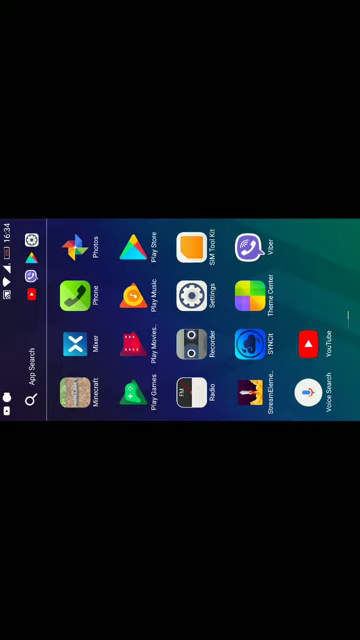 16:34
App Search
Minecraft
Mixer
Phone
Photos
Play Games
Play Movies..
Play Music
Play Store
Radio
FM
Recorder
Settings
SIM Tool Kit
StreamEleme..
SYNCit
Theme Center
Viber
Voice Search
YouTube